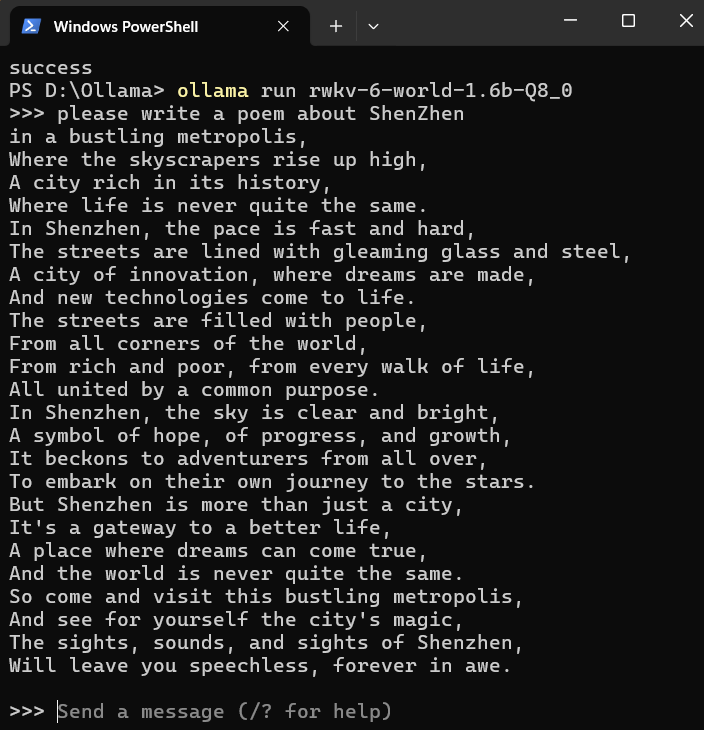 Windows PowerShell
success
PS D:\Ollama> ollama run rwkv-6-world-1.6b-Q8_0
>>> please write a poem about ShenZhen
in a bustling metropolis,
Where the skyscrapers rise up high,
A city rich in its history,
Where life is never quite the same.
In Shenzhen, the pace is fast and hard,
The streets are lined with gleaming glass and steel,
A city of innovation, where dreams are made,
And new technologies come to life.
The streets are filled with people,
From all corners of the world,
From rich and poor, from every walk of life,
All united by a common purpose.
In Shenzhen, the sky is clear and bright,
A symbol of hope, of progress, and growth,
It beckons to adventurers from all over,
To embark on their own journey to the stars.
But Shenzhen is more than just a city,
It's a gateway to a better life,
A place where dreams can come true,
And the world is never quite the same.
So come and visit this bustling metropolis,
And see for yourself the city's magic,
The sights, sounds, and sights of Shenzhen,
Will leave you speechless, forever in awe.
>>> Send a message (/? for help)